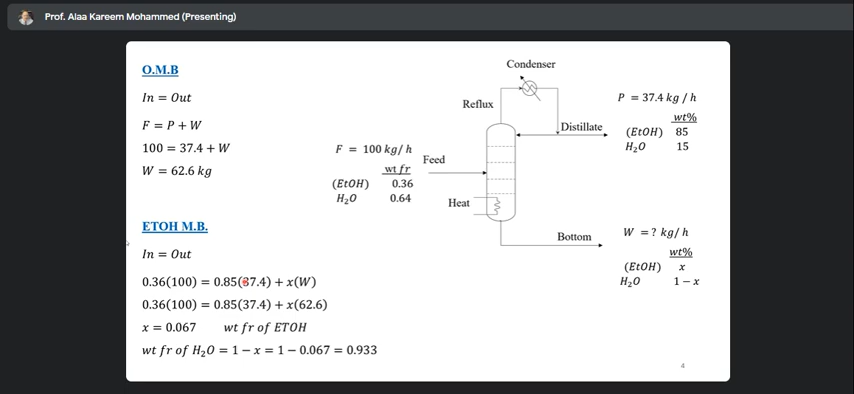 Prof. Alaa Kareem Mohammed (Presenting)
O.M.B
In = Out
F = P + W
100 = 37.4 + W
W = 62.6 kg
ETOH M.B.
In = Out
0.36(100) = 0.85(37.4) + x(W)
0.36(100) = 0.85(37.4) + x(62.6)
x = 0.067 wt fr of ETOH
wt fr of H₂O = 1 − x = 1 − 0.067 = 0.933
F = 100 kg/ h
wt fr
(EtOH) 0.36
H₂O 0.64
Feed
Heat
Reflux
Condenser
Distillate
Bottom
P = 37.4 kg / h
wt%
(EtOH) 85
H₂O 15
W = ? kg/ h
wt%
(EtOH) x
H₂O 1 − x
4